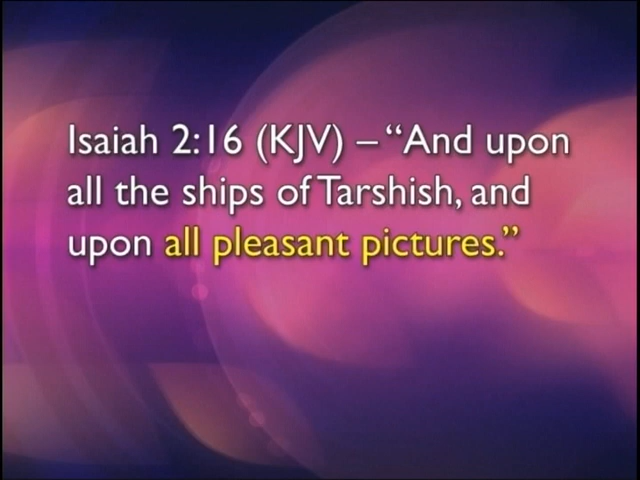 Isaiah 2:16 (KJV) – “And upon
all the ships of Tarshish, and
upon all pleasant pictures.”